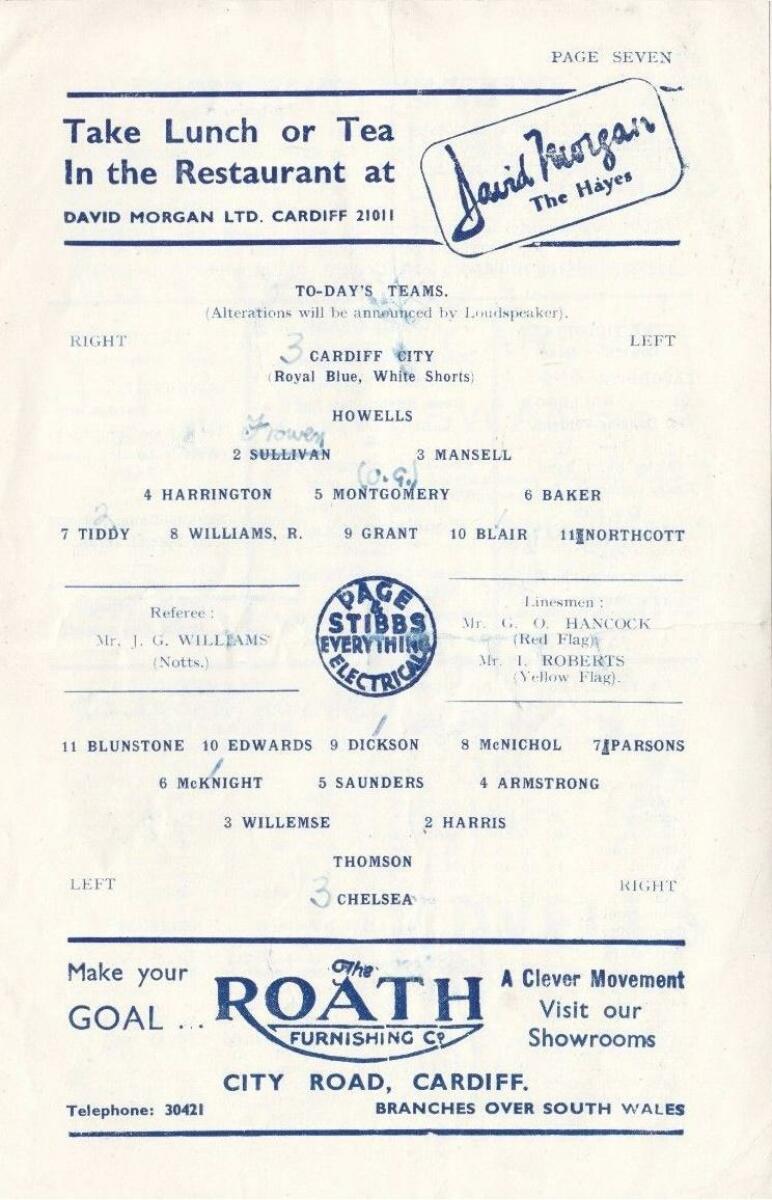 PAGE SEVEN
Take Lunch or Tea
In the Restaurant at
DAVID MORGAN LTD. CARDIFF 21011
David Morgan
The Hayes
TO-DAY'S TEAMS.
(Alterations will be announced by Loudspeaker).
RIGHT LEFT
3 CARDIFF CITY
(Royal Blue, White Shorts)
HOWELLS
2 SULLIVAN 3 MANSELL
(O.G.)
4 HARRINGTON 5 MONTGOMERY 6 BAKER
2
7 TIDDY 8 WILLIAMS, R. 9 GRANT 10 BLAIR 11 NORTHCOTT
Referee :
Mr. J. G. WILLIAMS
(Notts.)
PAGE
&
STIBBS
EVERYTHING
ELECTRICAL
Linesmen :
Mr. G. O. HANCOCK
(Red Flag)
Mr. I. ROBERTS
(Yellow Flag).
11 BLUNSTONE 10 EDWARDS 9 DICKSON 8 McNICHOL 7 PARSONS
6 McKNIGHT 5 SAUNDERS 4 ARMSTRONG
3 WILLEMSE 2 HARRIS
THOMSON
LEFT RIGHT
3 CHELSEA
Make your
GOAL ...
The
ROATH
FURNISHING Co
A Clever Movement
Visit our
Showrooms
CITY ROAD, CARDIFF.
Telephone: 30421 BRANCHES OVER SOUTH WALES